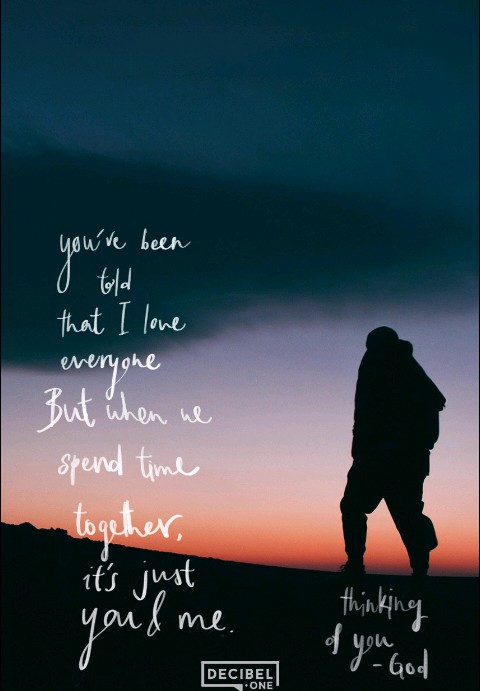 you've been
told
that I love
everyone
But when we
spend time
together,
it's just
you & me.
thinking
of you
-God
DECIBEL
+ONE